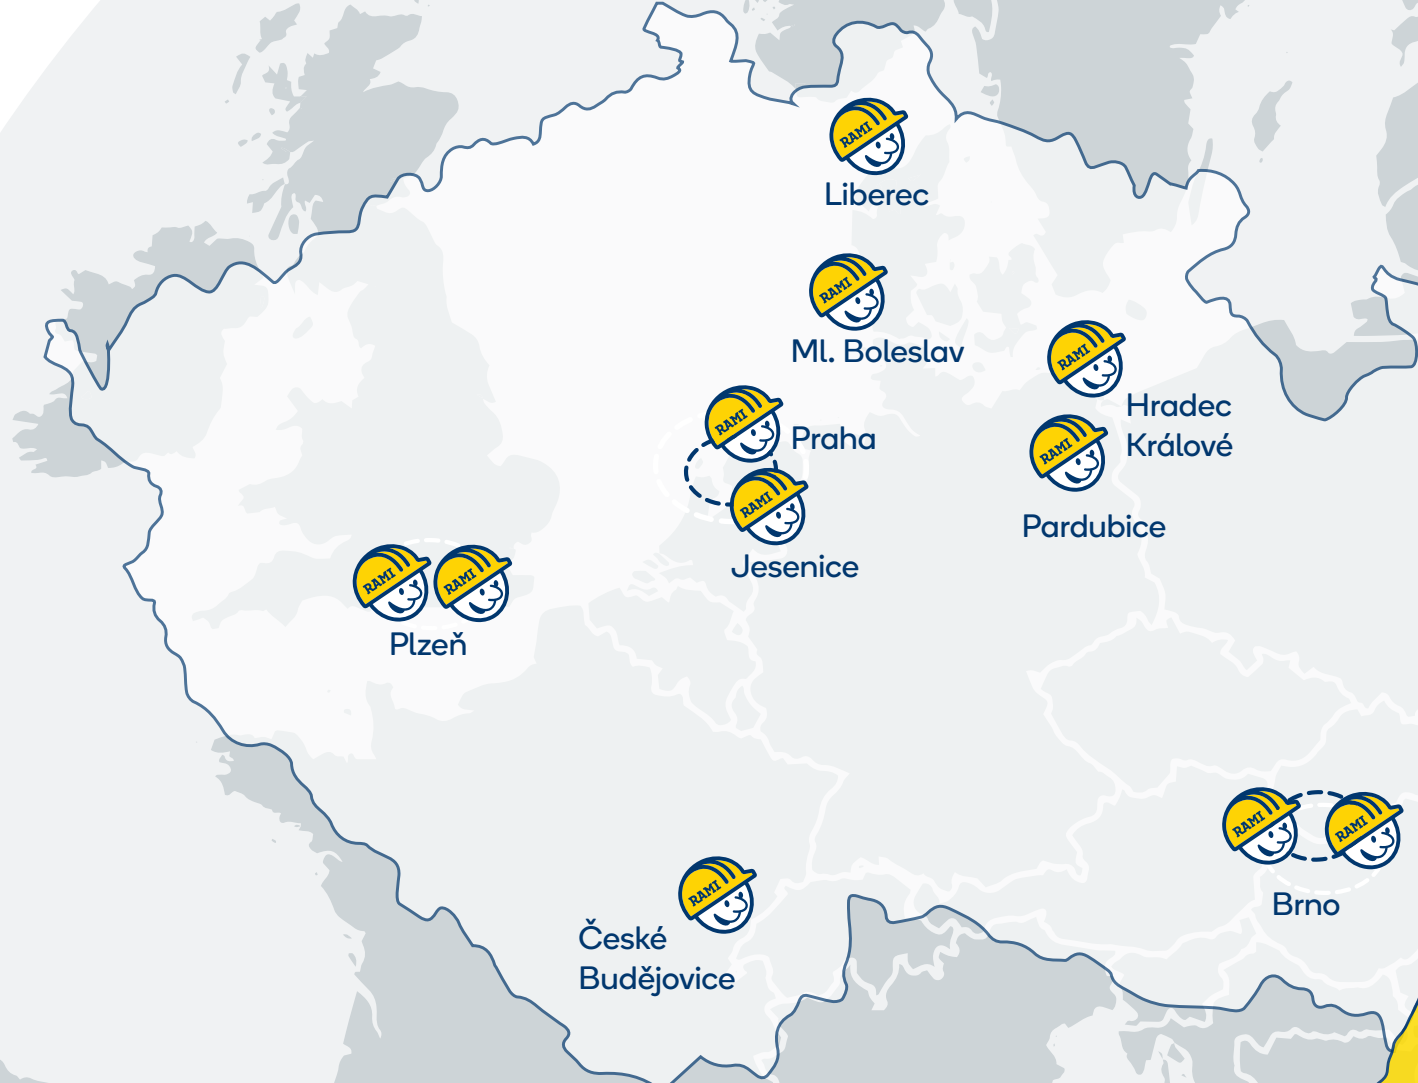 RAMI
Liberec
RAMI
Ml. Boleslav
RAMI
Hradec
Králové
RAMI
Praha
RAMI
Pardubice
RAMI
Jesenice
RAMI
RAMI
Plzeň
RAMI
RAMI
Brno
RAMI
České
Budějovice